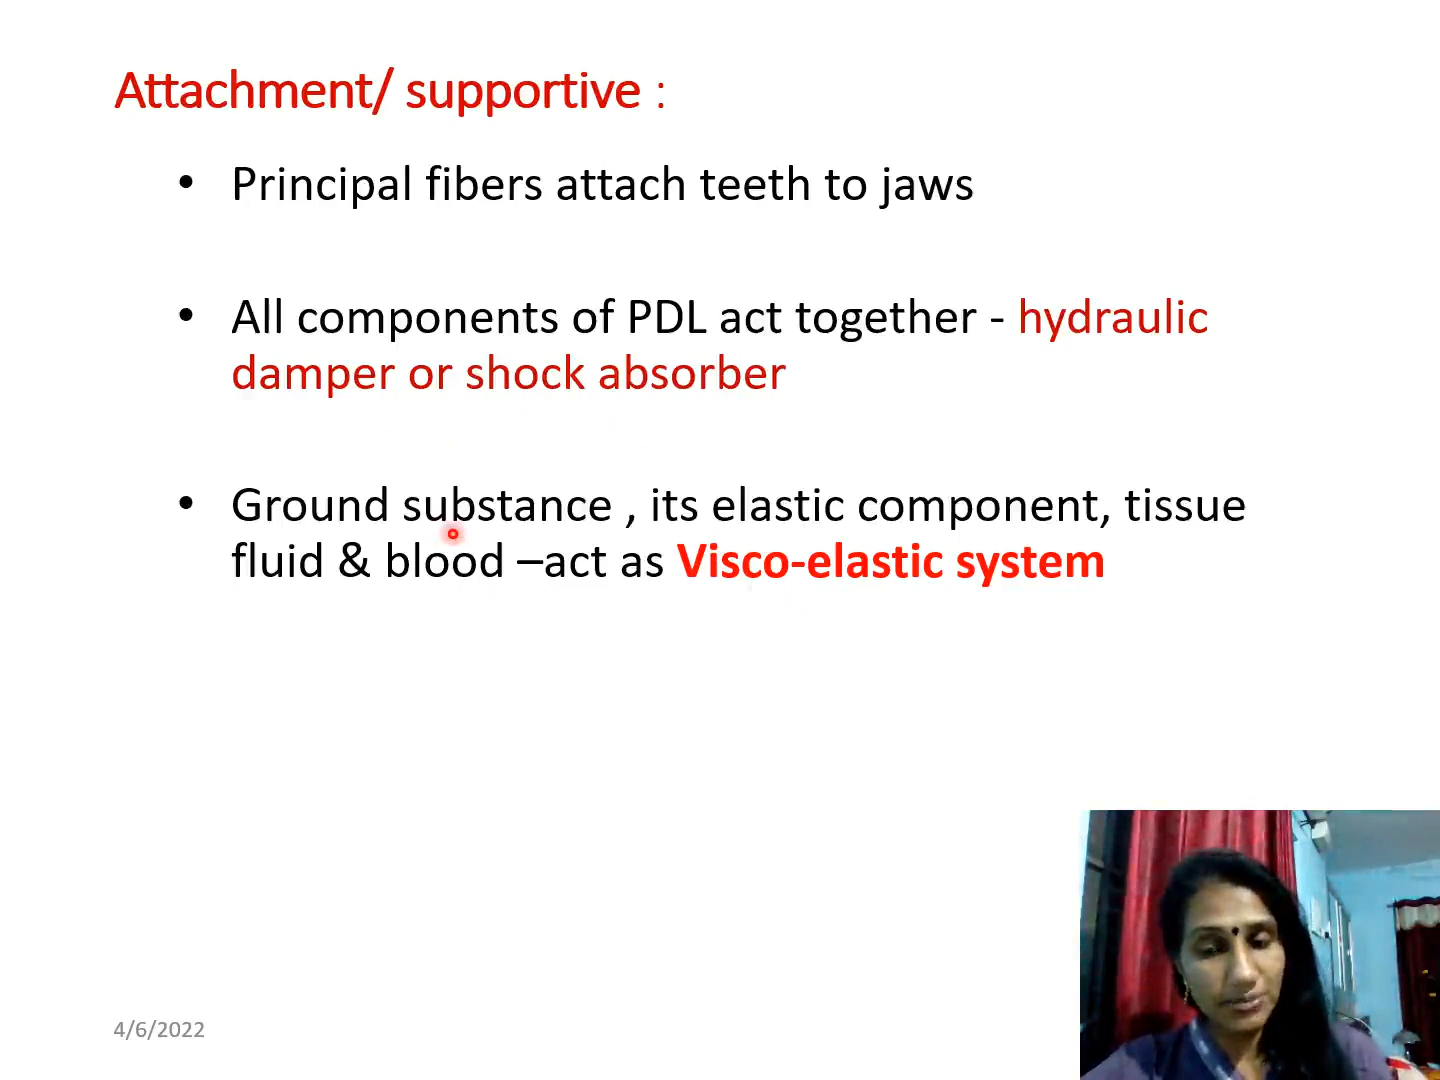 Attachment/ supportive :
• Principal fibers attach teeth to jaws
• All components of PDL act together - hydraulic
damper or shock absorber
• Ground substance , its elastic component, tissue
fluid & blood –act as Visco-elastic system
4/6/2022